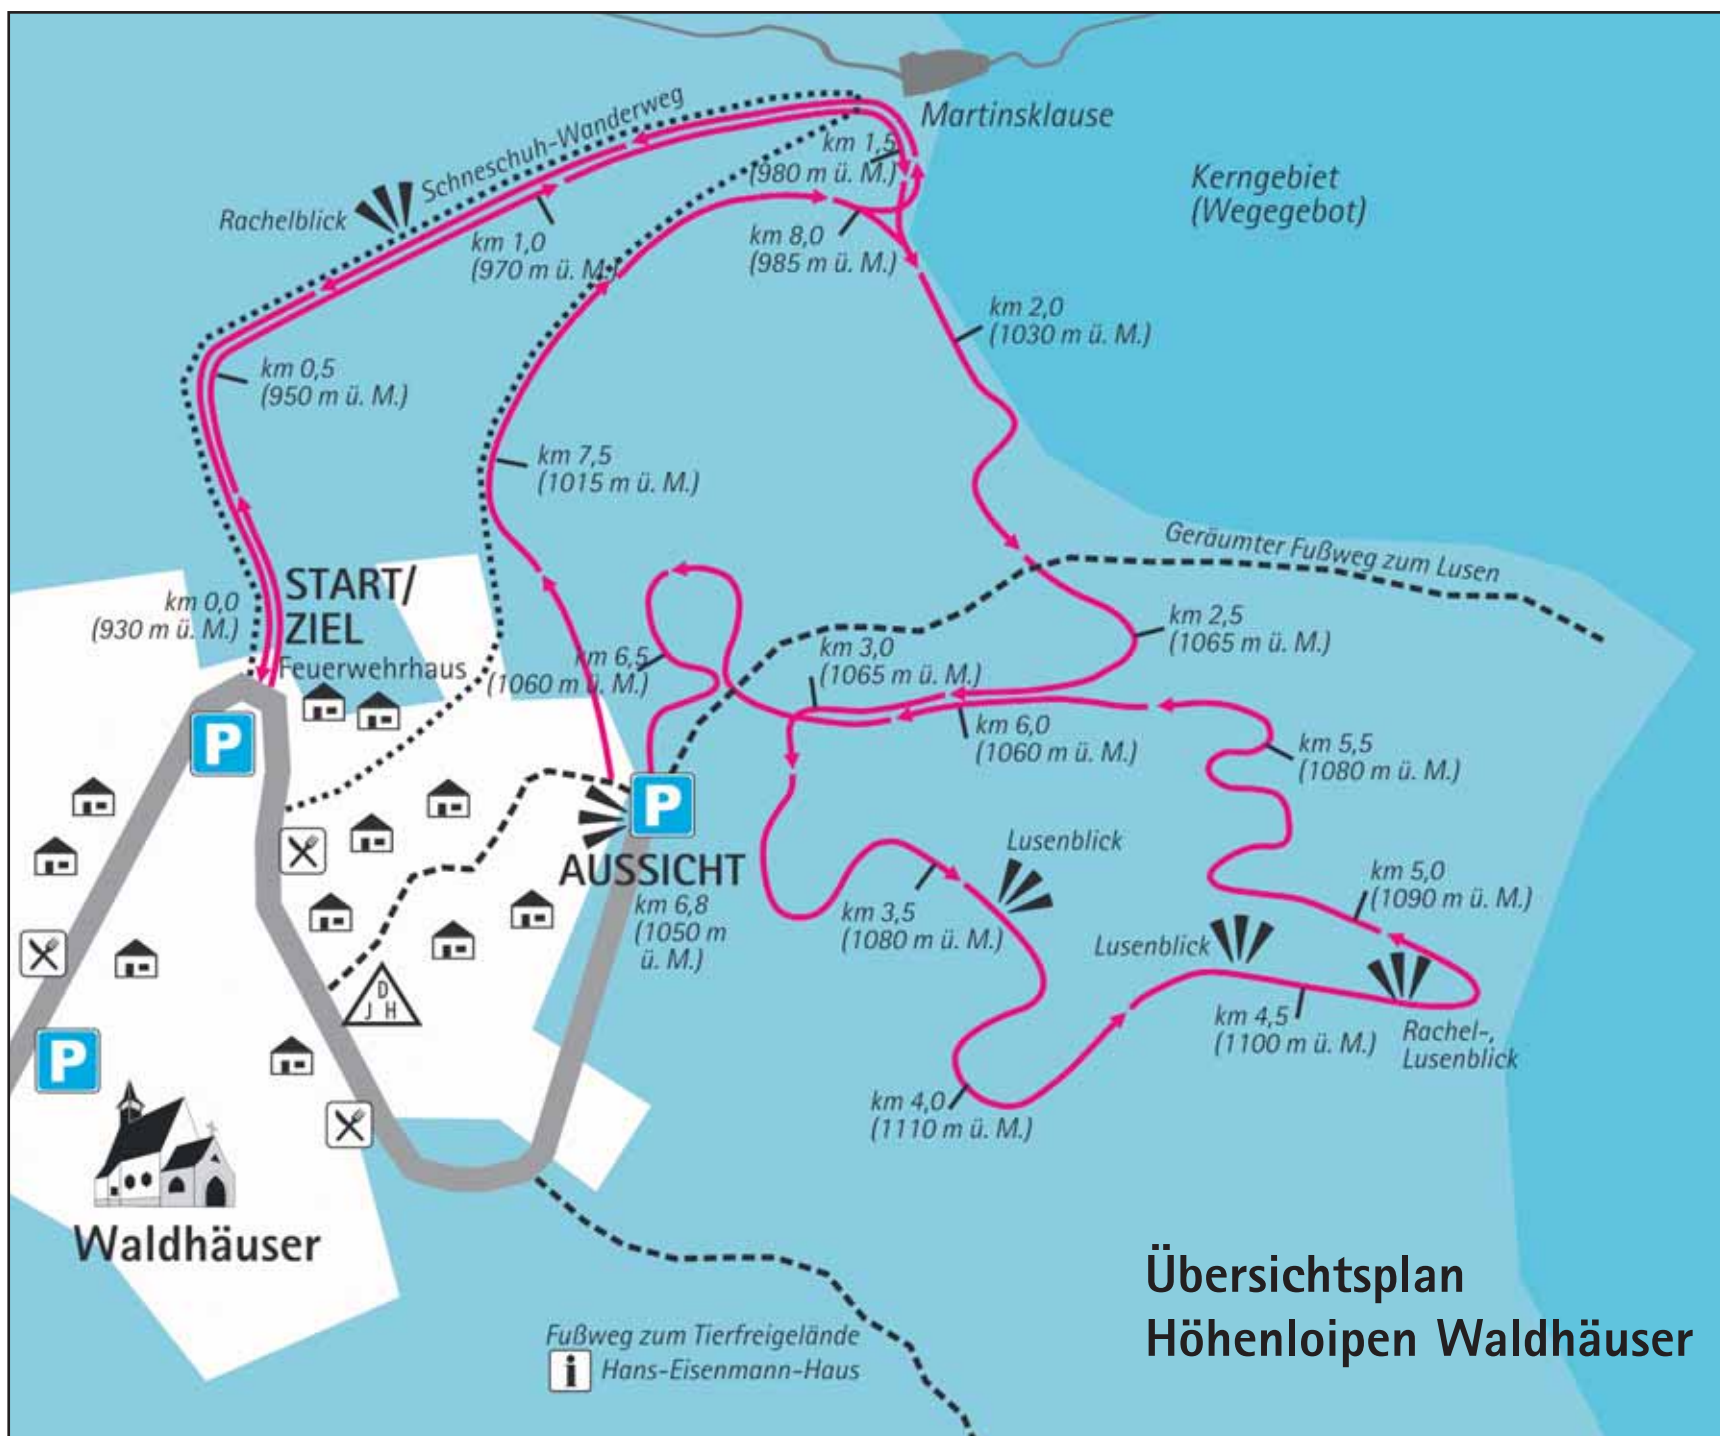 Martinsklause
Schneschuh-Wanderweg
km 1,5
(980 m ü. M.)
Kerngebiet
(Wegegebot)
Rachelblick
km 1,0
(970 m ü. M.)
km 8,0
(985 m ü. M.)
km 2,0
(1030 m ü. M.)
km 0,5
(950 m ü. M.)
km 7,5
(1015 m ü. M.)
Geräumter Fußweg zum Lusen
START/
ZIEL
Feuerwehrhaus
km 0,0
(930 m ü. M.)
km 2,5
(1065 m ü. M.)
km 3,0
(1065 m ü. M.)
km 6,5
(1060 m ü. M.)
km 6,0
(1060 m ü. M.)
km 5,5
(1080 m ü. M.)
P
P
AUSSICHT
km 6,8
(1050 m
ü. M.)
Lusenblick
km 3,5
(1080 m ü. M.)
km 5,0
(1090 m ü. M.)
Lusenblick
km 4,5
(1100 m ü. M.)
Rachel-,
Lusenblick
D
J H
P
km 4,0
(1110 m ü. M.)
Waldhäuser
Übersichtsplan
Höhenloipen Waldhäuser
Fußweg zum Tierfreigelände
i Hans-Eisenmann-Haus